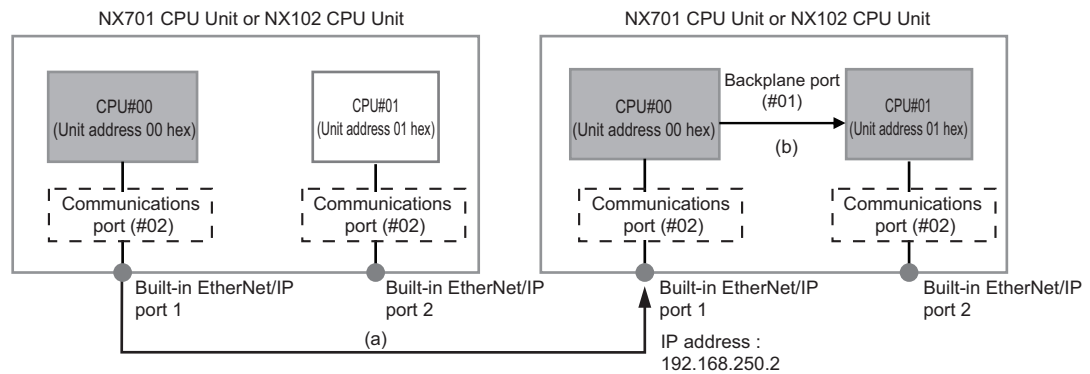 NX701 CPU Unit or NX102 CPU Unit
CPU#00
(Unit address 00 hex)
CPU#01
(Unit address 01 hex)
Communications
port (#02)
Communications
port (#02)
Built-in EtherNet/IP
port 1
Built-in EtherNet/IP
port 2
(a)
NX701 CPU Unit or NX102 CPU Unit
CPU#00
(Unit address 00 hex)
Backplane port
(#01)
(b)
CPU#01
(Unit address 01 hex)
Communications
port (#02)
Communications
port (#02)
Built-in EtherNet/IP
port 1
Built-in EtherNet/IP
port 2
IP address :
192.168.250.2